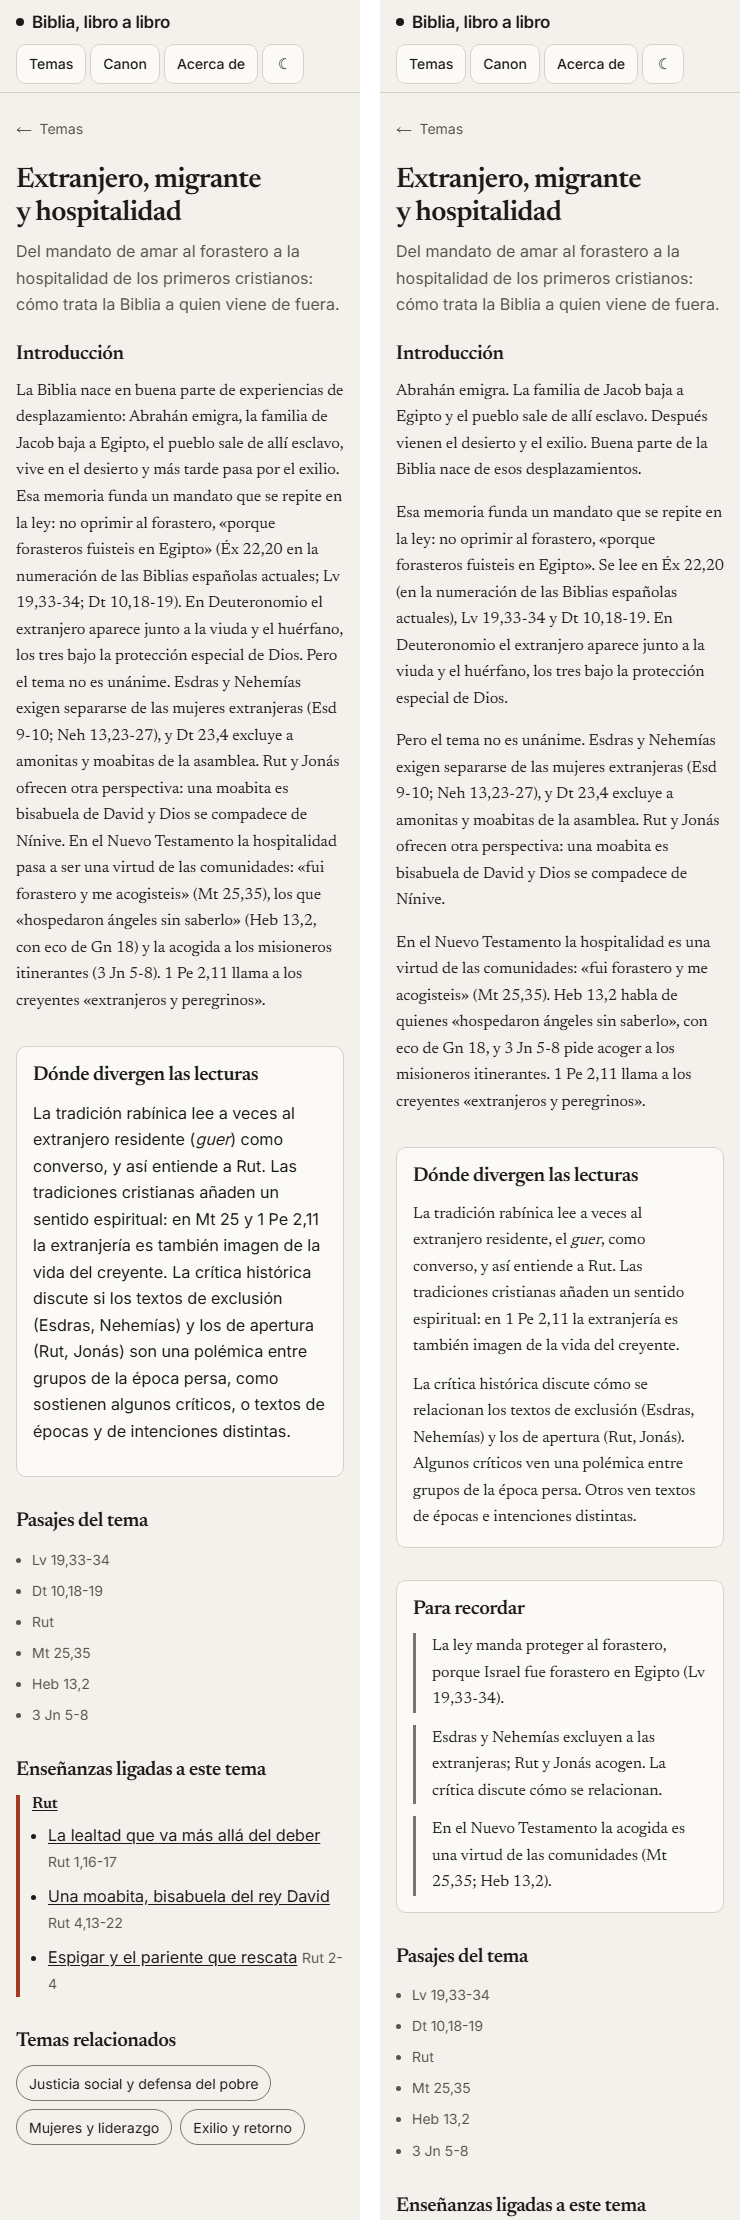 Biblia, libro a libro
Temas
Canon
Acerca de
☾
← Temas
Extranjero, migrante
y hospitalidad
Del mandato de amar al forastero a la
hospitalidad de los primeros cristianos:
cómo trata la Biblia a quien viene de fuera.
Introducción
La Biblia nace en buena parte de experiencias de
desplazamiento: Abrahán emigra, la familia de
Jacob baja a Egipto, el pueblo sale de allí esclavo,
vive en el desierto y más tarde pasa por el exilio.
Esa memoria funda un mandato que se repite en
la ley: no oprimir al forastero, «porque
forasteros fuisteis en Egipto» (Éx 22,20 en la
numeración de las Biblias españolas actuales; Lv
19,33-34; Dt 10,18-19). En Deuteronomio el
extranjero aparece junto a la viuda y el huérfano,
los tres bajo la protección especial de Dios. Pero
el tema no es unánime. Esdras y Nehemías
exigen separarse de las mujeres extranjeras (Esd
9-10; Neh 13,23-27), y Dt 23,4 excluye a
amonitas y moabitas de la asamblea. Rut y Jonás
ofrecen otra perspectiva: una moabita es
bisabuela de David y Dios se compadece de
Nínive. En el Nuevo Testamento la hospitalidad
pasa a ser una virtud de las comunidades: «fui
forastero y me acogisteis» (Mt 25,35), los que
«hospedaron ángeles sin saberlo» (Heb 13,2,
con eco de Gn 18) y la acogida a los misioneros
itinerantes (3 Jn 5-8). 1 Pe 2,11 llama a los
creyentes «extranjeros y peregrinos».
Dónde divergen las lecturas
La tradición rabínica lee a veces al
extranjero residente (guer) como
converso, y así entiende a Rut. Las
tradiciones cristianas añaden un
sentido espiritual: en Mt 25 y 1 Pe 2,11
la extranjería es también imagen de la
vida del creyente. La crítica histórica
discute si los textos de exclusión
(Esdras, Nehemías) y los de apertura
(Rut, Jonás) son una polémica entre
grupos de la época persa, como
sostienen algunos críticos, o textos de
épocas y de intenciones distintas.
Pasajes del tema
Lv 19,33-34
Dt 10,18-19
Rut
Mt 25,35
Heb 13,2
3 Jn 5-8
Enseñanzas ligadas a este tema
Rut
La lealtad que va más allá del deber
Rut 1,16-17
Una moabita, bisabuela del rey David
Rut 4,13-22
Espigar y el pariente que rescata Rut 2-
4
Temas relacionados
Justicia social y defensa del pobre
Mujeres y liderazgo
Exilio y retorno
Biblia, libro a libro
Temas
Canon
Acerca de
☾
← Temas
Extranjero, migrante
y hospitalidad
Del mandato de amar al forastero a la
hospitalidad de los primeros cristianos:
cómo trata la Biblia a quien viene de fuera.
Introducción
Abrahán emigra. La familia de Jacob baja a
Egipto y el pueblo sale de allí esclavo. Después
vienen el desierto y el exilio. Buena parte de la
Biblia nace de esos desplazamientos.
Esa memoria funda un mandato que se repite en
la ley: no oprimir al forastero, «porque
forasteros fuisteis en Egipto». Se lee en Éx 22,20
(en la numeración de las Biblias españolas
actuales), Lv 19,33-34 y Dt 10,18-19. En
Deuteronomio el extranjero aparece junto a la
viuda y el huérfano, los tres bajo la protección
especial de Dios.
Pero el tema no es unánime. Esdras y Nehemías
exigen separarse de las mujeres extranjeras (Esd
9-10; Neh 13,23-27), y Dt 23,4 excluye a
amonitas y moabitas de la asamblea. Rut y Jonás
ofrecen otra perspectiva: una moabita es
bisabuela de David y Dios se compadece de
Nínive.
En el Nuevo Testamento la hospitalidad es una
virtud de las comunidades: «fui forastero y me
acogisteis» (Mt 25,35). Heb 13,2 habla de
quienes «hospedaron ángeles sin saberlo», con
eco de Gn 18, y 3 Jn 5-8 pide acoger a los
misioneros itinerantes. 1 Pe 2,11 llama a los
creyentes «extranjeros y peregrinos».
Dónde divergen las lecturas
La tradición rabínica lee a veces al
extranjero residente, el guer, como
converso, y así entiende a Rut. Las
tradiciones cristianas añaden un sentido
espiritual: en 1 Pe 2,11 la extranjería es
también imagen de la vida del creyente.
La crítica histórica discute cómo se
relacionan los textos de exclusión (Esdras,
Nehemías) y los de apertura (Rut, Jonás).
Algunos críticos ven una polémica entre
grupos de la época persa. Otros ven textos
de épocas e intenciones distintas.
Para recordar
La ley manda proteger al forastero,
porque Israel fue forastero en Egipto (Lv
19,33-34).
Esdras y Nehemías excluyen a las
extranjeras; Rut y Jonás acogen. La
crítica discute cómo se relacionan.
En el Nuevo Testamento la acogida es
una virtud de las comunidades (Mt
25,35; Heb 13,2).
Pasajes del tema
Lv 19,33-34
Dt 10,18-19
Rut
Mt 25,35
Heb 13,2
3 Jn 5-8
Enseñanzas ligadas a este tema